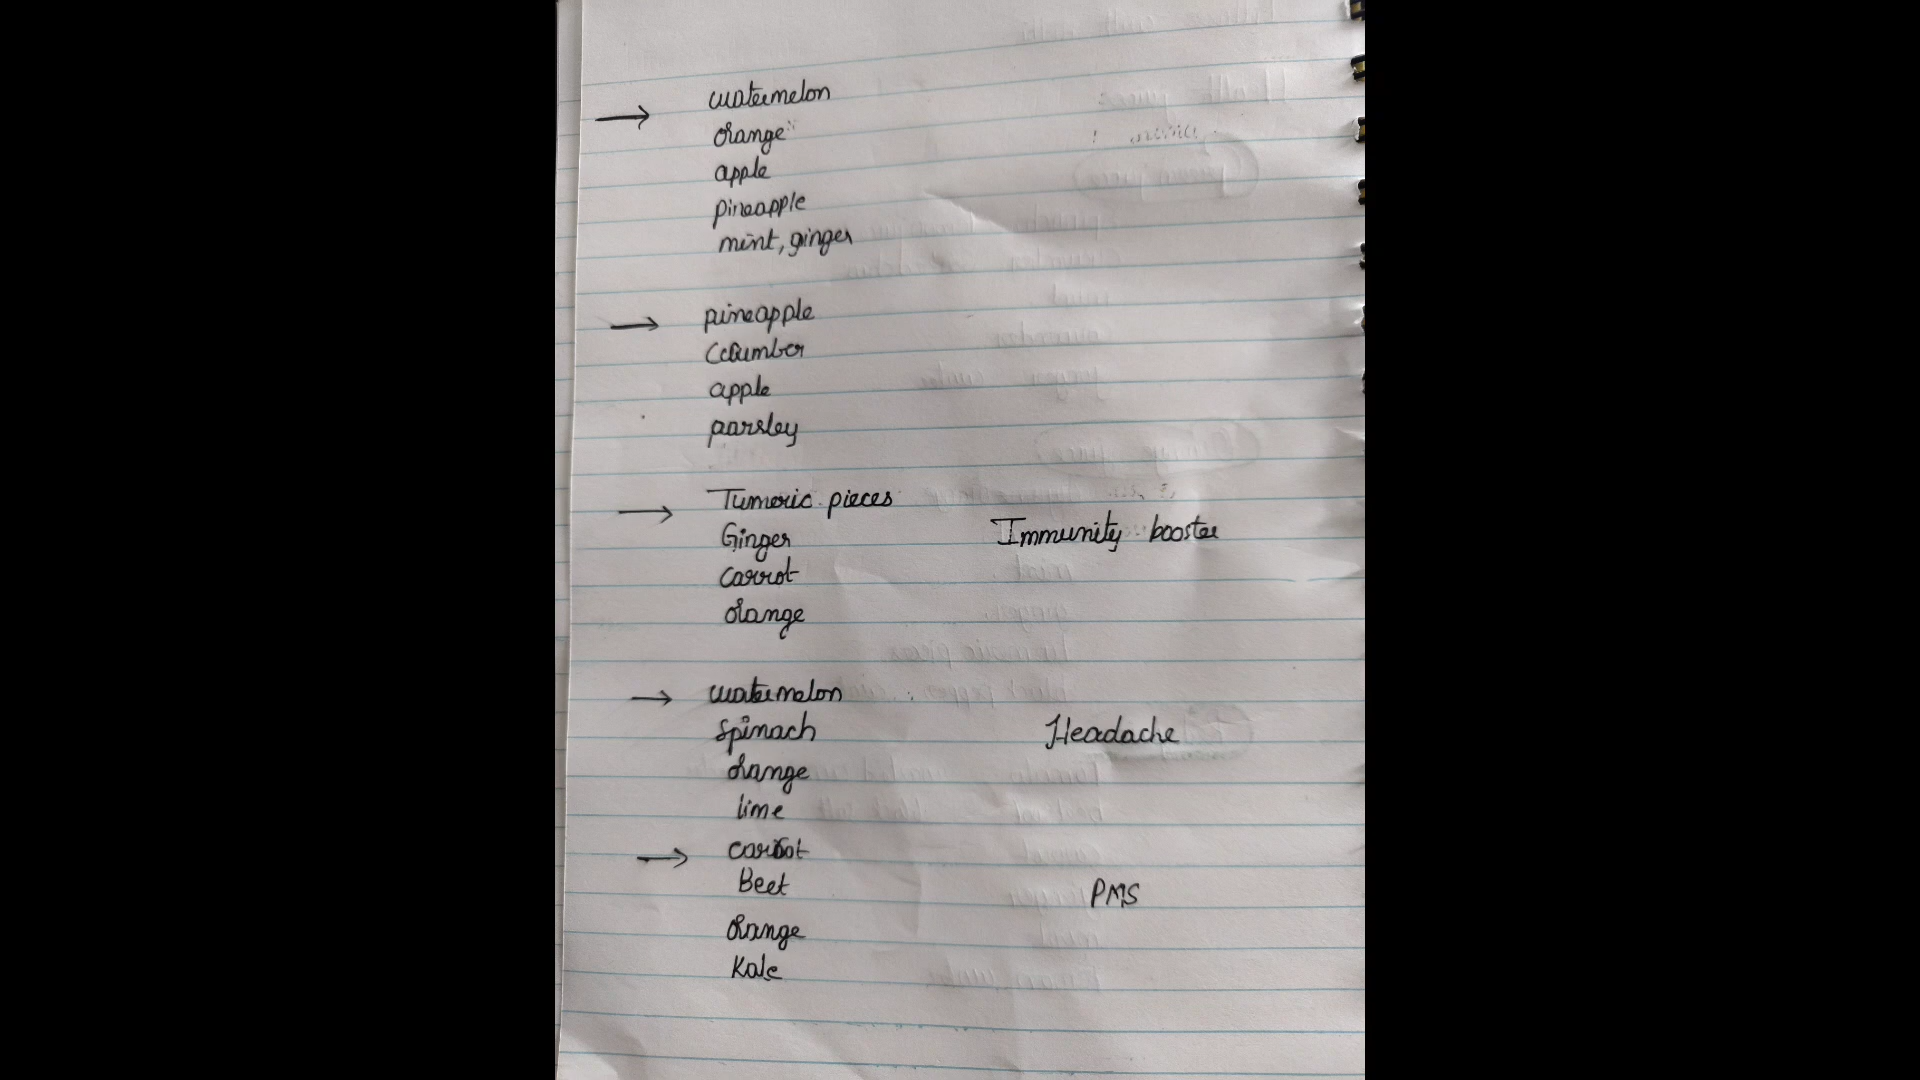 → watermelon
orange
apple
pineapple
mint, ginger
→ pineapple
apple
parsley
→ Tumeric pieces
Ginger
Immunity booster
carrot
orange
→ watermelon
Spinach
Headache
orange
lime
→ carrot
Beet
PMS
Orange
Kale